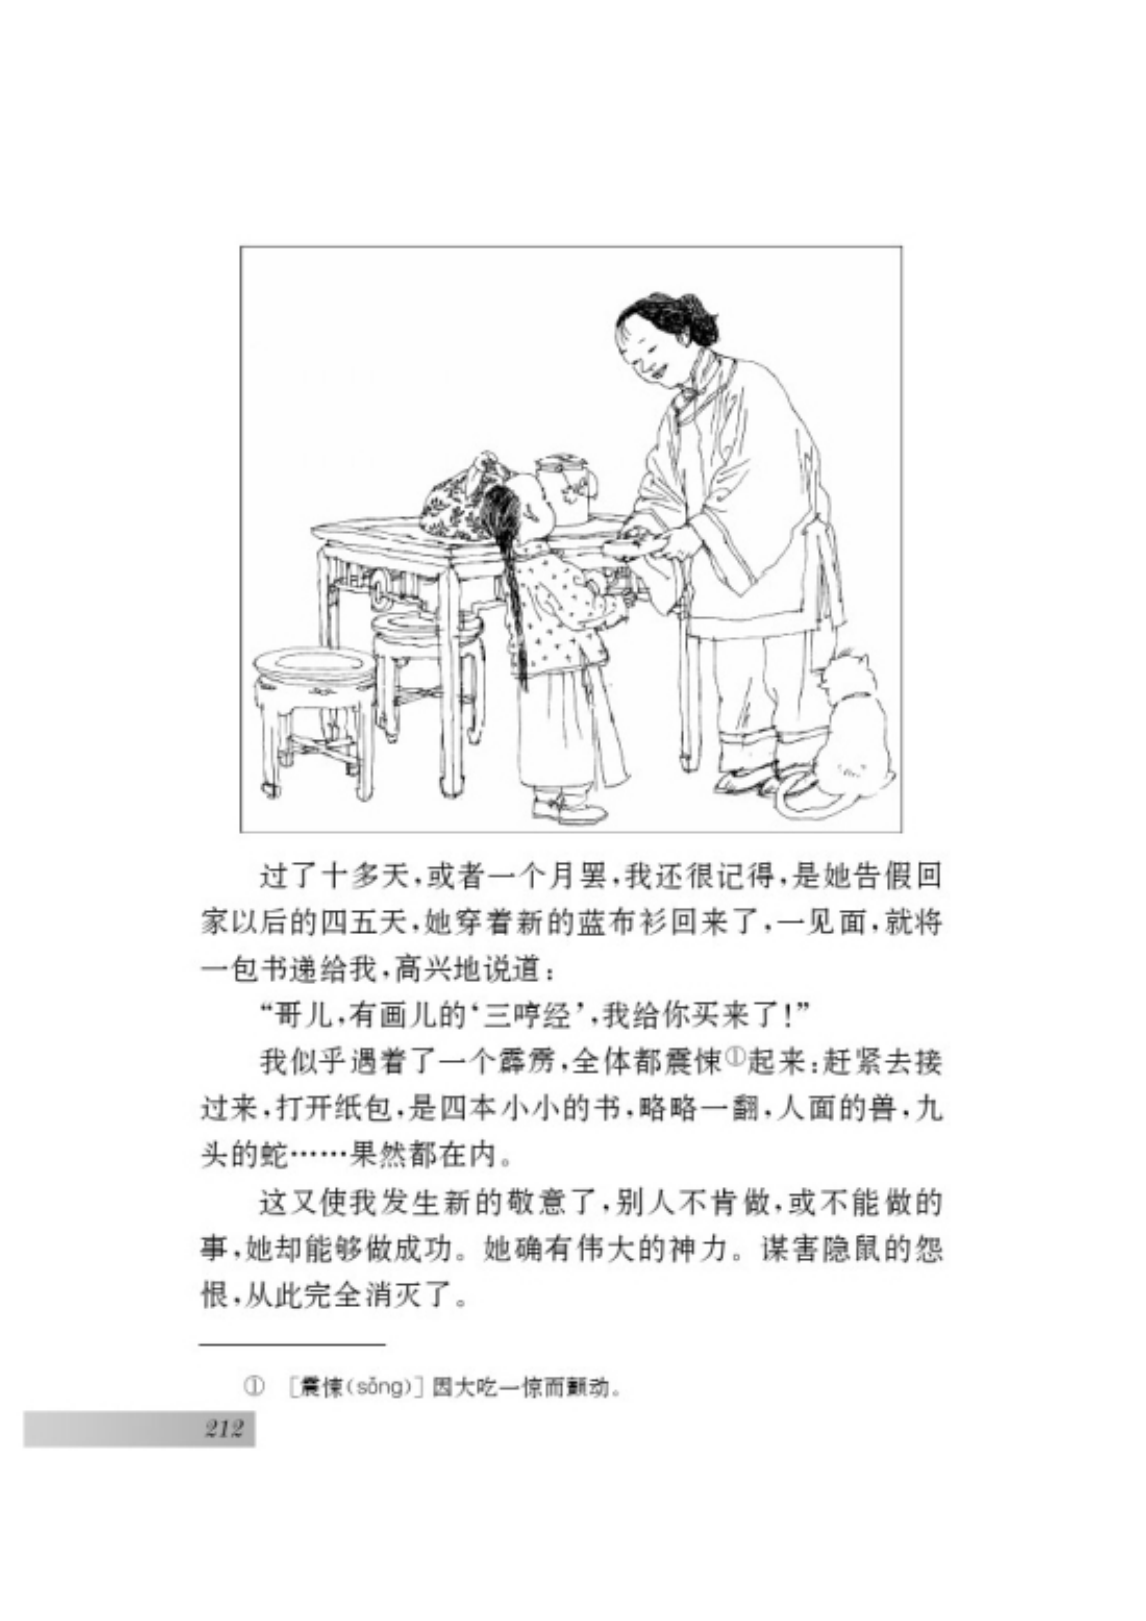 过了十多天,或者一个月罢,我还很记得,是她告假回
家以后的四五天,她穿着新的蓝布衫回来了,一见面,就将
一包书递给我,高兴地说道:
“哥儿,有画儿的‘三哼经’,我给你买来了!”
我似乎遇着了一个霹雳,全体都震悚①起来;赶紧去接
过来,打开纸包,是四本小小的书,略略一翻,人面的兽,九
头的蛇……果然都在内。
这又使我发生新的敬意了,别人不肯做,或不能做的
事,她却能够做成功。她确有伟大的神力。谋害隐鼠的怨
恨,从此完全消灭了。
① [震悚(sǒng)]因大吃一惊而颤动。
212